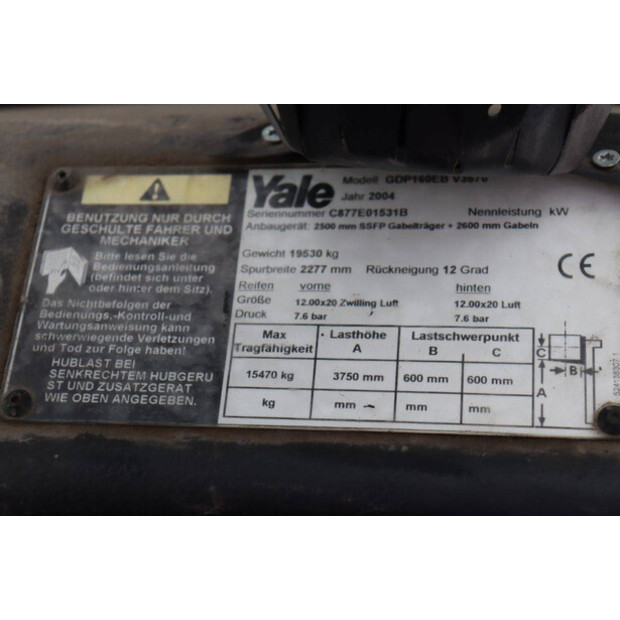 Yale
Modell GDP160EB
Jahr 2004
Seriennummer C877E01531B Nennleistung kW
Anbaugerät: 2500 mm SSFP Gabelträger + 2600 mm Gabeln
Gewicht 19530 kg
Spurbreite 2277 mm Rückneigung 12 Grad
Reifen vorne hinten
Größe 12.00x20 Zwilling Luft 12.00x20 Luft
Druck 7.6 bar 7.6 bar
CE
BENUTZUNG NUR DURCH
GESCHULTE FAHRER UND
MECHANIKER
Bitte lesen Sie die
Bedienungsanleitung
(befindet sich unter
oder hinter dem Sitz).
Das Nichtbefolgen der
Bedienungs,-Kontroll-und
Wartungsanweisung kann
schwerwiegende Verletzungen
und Tod zur Folge haben!
HUBLAST BEI
SENKRECHTEM HUBGERU
ST UND ZUSATZGERAT
WIE OBEN ANGEGEBEN.
Max Lasthöhe Lastschwerpunkt
Tragfähigkeit A B C
15470 kg 3750 mm 600 mm 600 mm
kg mm mm mm
C
B
A